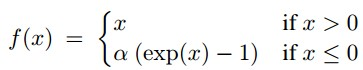 f(x) = { x if x > 0
α (exp(x) − 1) if x ≤ 0